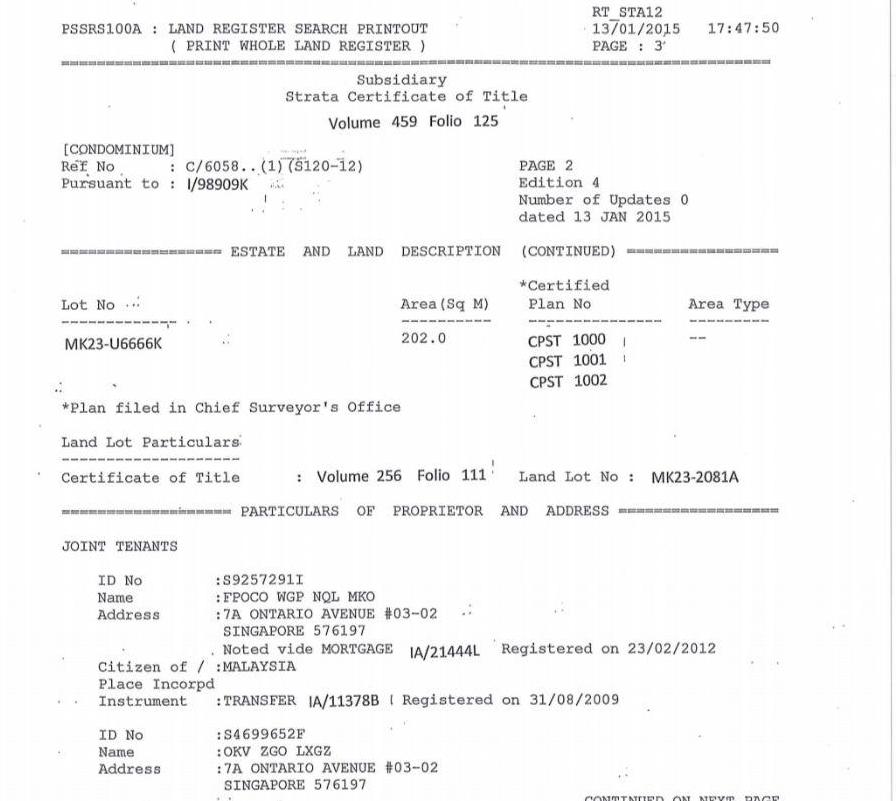 RT_STA12
PSSRS100A : LAND REGISTER SEARCH PRINTOUT 13/01/2015 17:47:50
( PRINT WHOLE LAND REGISTER ) PAGE : 3
Subsidiary
Strata Certificate of Title
Volume 459 Folio 125
[CONDOMINIUM]
Ref No : C/6058..(1) (S120-12) PAGE 2
Pursuant to : I/98909K Edition 4
Number of Updates 0
dated 13 JAN 2015
================== ESTATE AND LAND DESCRIPTION (CONTINUED) =================
*Certified
Lot No Area(Sq M) Plan No Area Type
------------- ---------- --------------- ---------
MK23-U6666K 202.0 CPST 1000 --
CPST 1001
CPST 1002
*Plan filed in Chief Surveyor's Office
Land Lot Particulars
--------------------
Certificate of Title : Volume 256 Folio 111 Land Lot No : MK23-2081A
=================== PARTICULARS OF PROPRIETOR AND ADDRESS ==================
JOINT TENANTS
ID No :S9257291I
Name :FPOCO WGP NQL MKO
Address :7A ONTARIO AVENUE #03-02
SINGAPORE 576197
Noted vide MORTGAGE IA/21444L Registered on 23/02/2012
Citizen of / :MALAYSIA
Place Incorpd
Instrument :TRANSFER IA/11378B Registered on 31/08/2009
ID No :S4699652F
Name :OKV ZGO LXGZ
Address :7A ONTARIO AVENUE #03-02
SINGAPORE 576197
CONTINUED ON NEXT PAGE